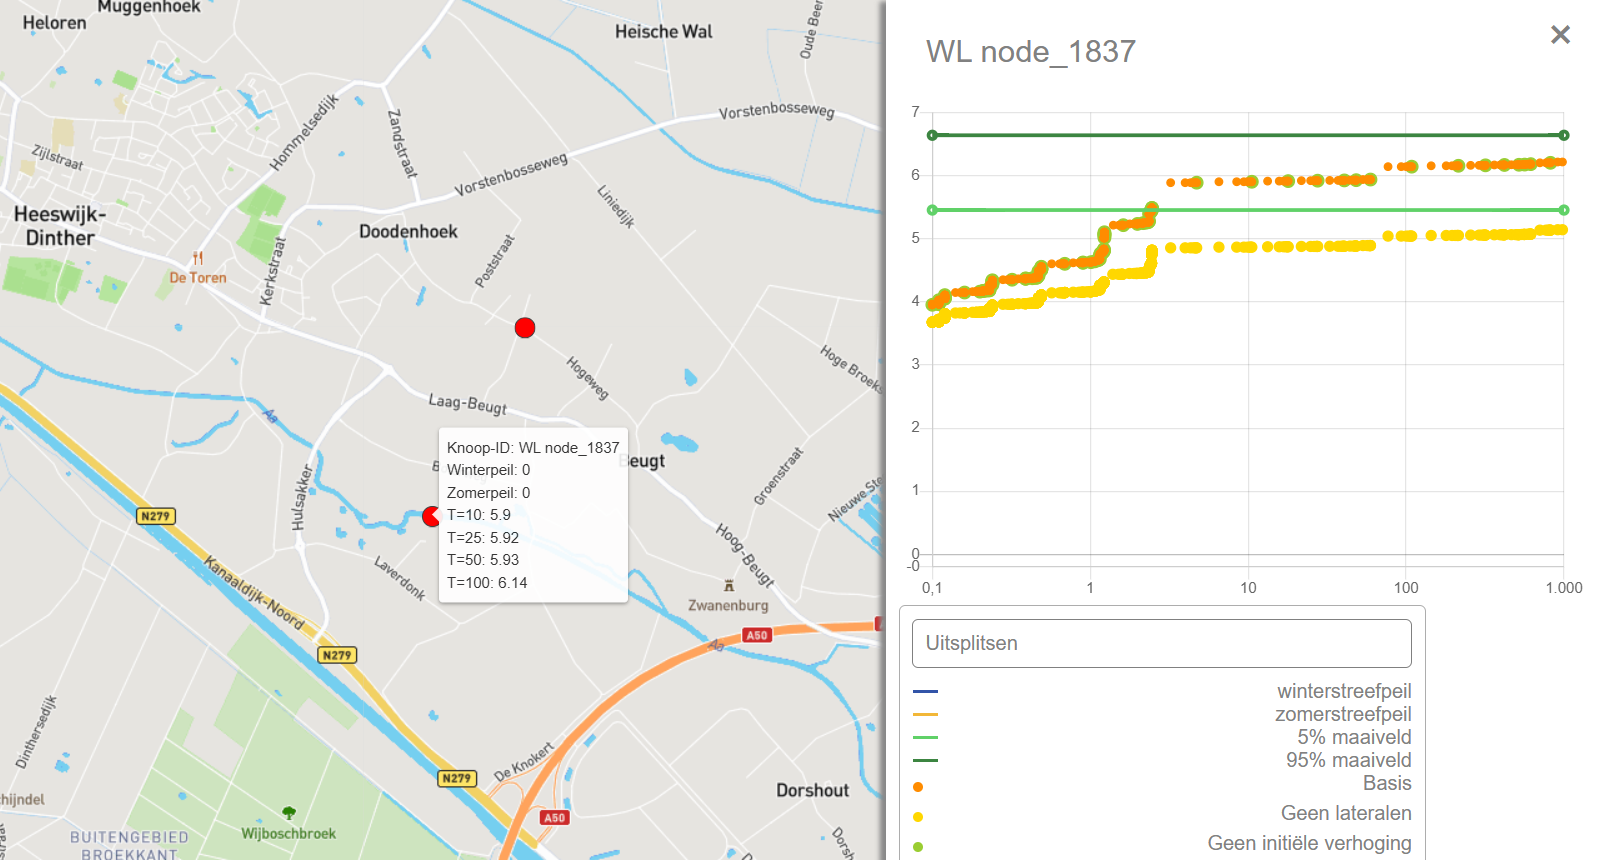 Muggenhoek
Heloren
Heische Wal
Oude Beer
Hommelsedijk
Zandstraat
Vorstenbosseweg
Zijlstraat
Vorstenbosseweg
Liniedijk
Heeswijk-
Dinther
Doodenhoek
De Toren
Kerkstraat
Poststraat
Hogeweg
Hoge Broeks
Laag-Beugt
Aa
Beugt
Groenstraat
Nieuwe Ste
Hulsakker
N279
Knoop-ID: WL node_1837
Winterpeil: 0
Zomerpeil: 0
T=10: 5.9
T=25: 5.92
T=50: 5.93
T=100: 6.14
Hoog-Beugt
Kanaaldijk-Noord
Laverdonk
Zwanenburg
A50
Aa
N279
Dinthersedijk
De Knokert
N279
Dorshout
hijndel
A50
Wijboschbroek
BUITENGEBIED
BROEKKANT
Dorshout
WL node_1837
7
6
5
4
3
2
1
0
-0
0,1 1 10 100 1.000
Uitsplitsen
winterstreefpeil
zomerstreefpeil
5% maaiveld
95% maaiveld
Basis
Geen lateralen
Geen initiële verhoging